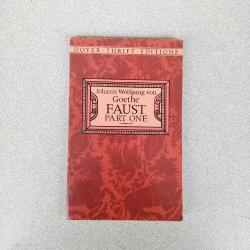 DOVER · THRIFT · EDITIONS
Johann Wolfgang von
Goethe
FAUST
PART ONE